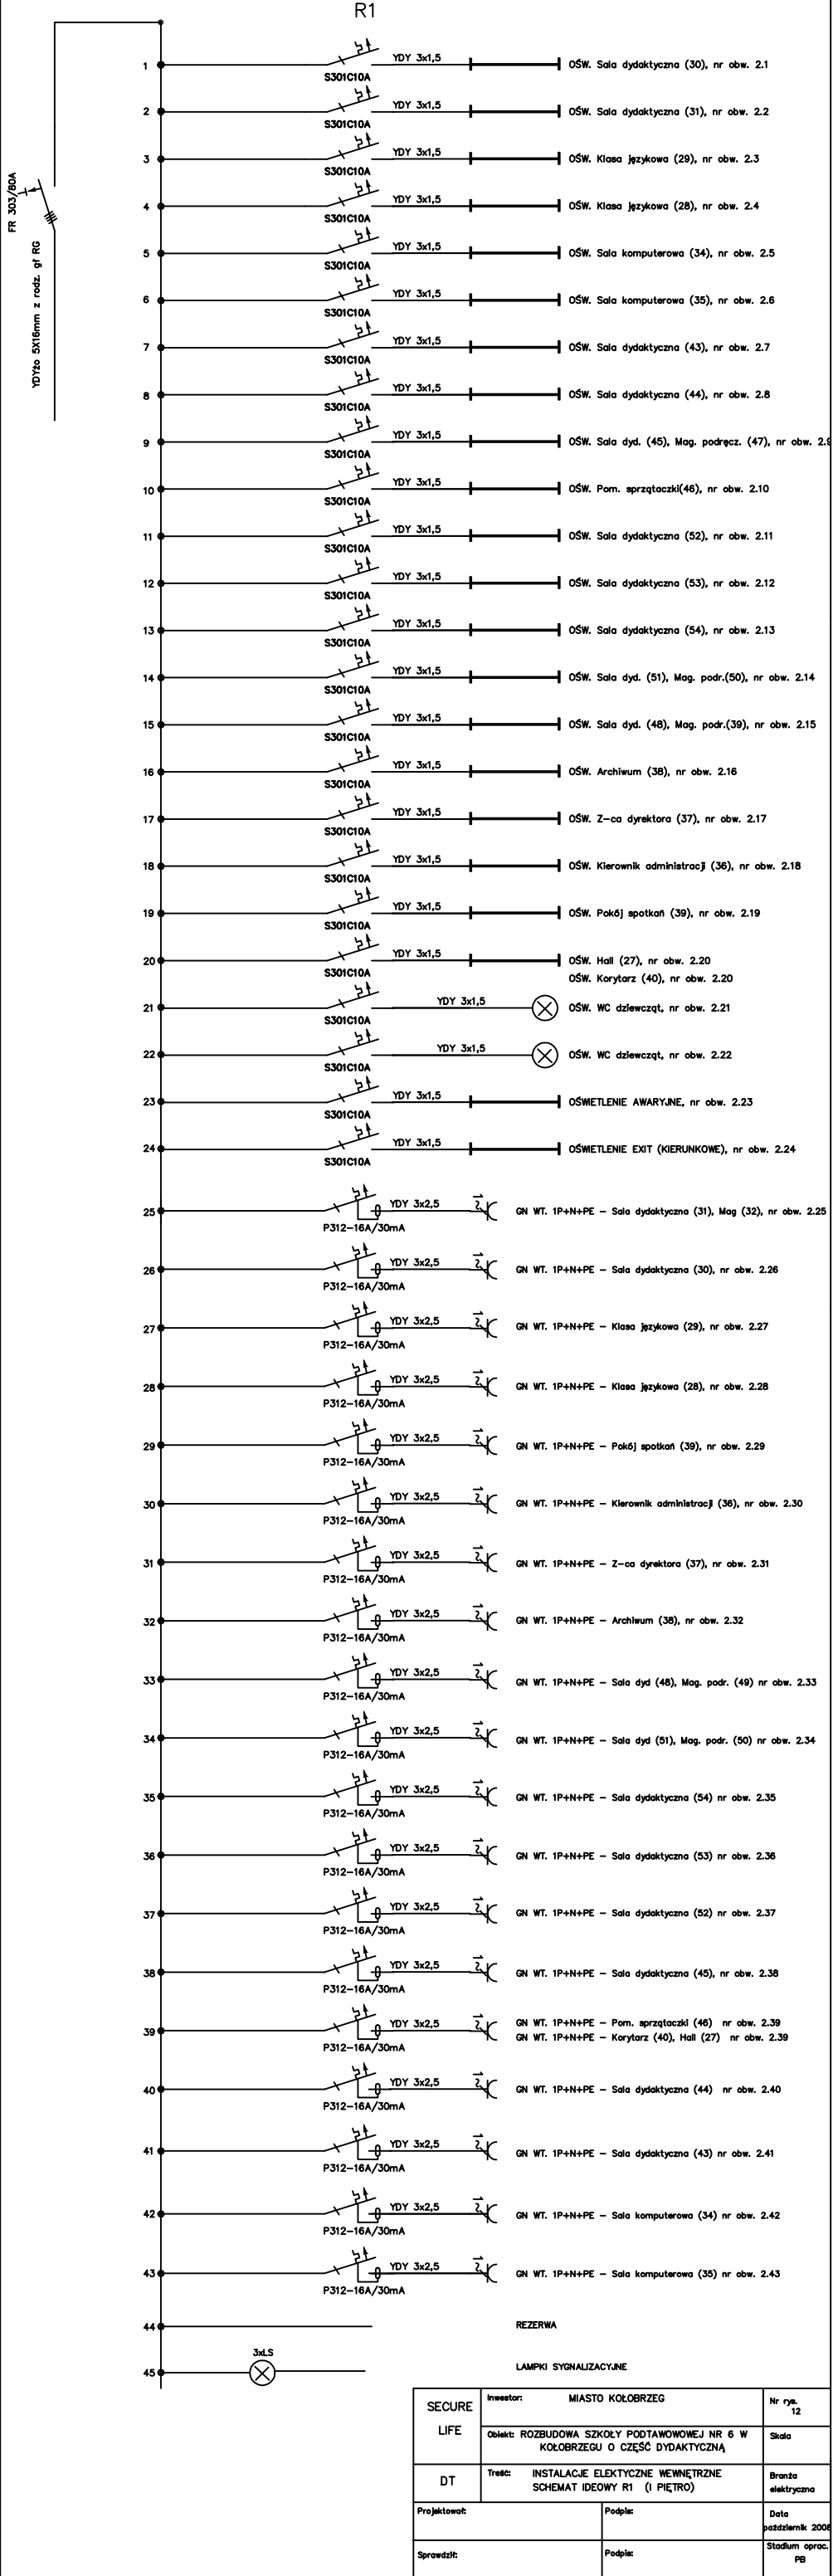 R1
FR 303/80A
YDYżo 5X16mm z rodz. gł RG
1 S301C10A YDY 3x1,5 OŚW. Sala dydaktyczna (30), nr obw. 2.1
2 S301C10A YDY 3x1,5 OŚW. Sala dydaktyczna (31), nr obw. 2.2
3 S301C10A YDY 3x1,5 OŚW. Klasa językowa (29), nr obw. 2.3
4 S301C10A YDY 3x1,5 OŚW. Klasa językowa (28), nr obw. 2.4
5 S301C10A YDY 3x1,5 OŚW. Sala komputerowa (34), nr obw. 2.5
6 S301C10A YDY 3x1,5 OŚW. Sala komputerowa (35), nr obw. 2.6
7 S301C10A YDY 3x1,5 OŚW. Sala dydaktyczna (43), nr obw. 2.7
8 S301C10A YDY 3x1,5 OŚW. Sala dydaktyczna (44), nr obw. 2.8
9 S301C10A YDY 3x1,5 OŚW. Sala dyd. (45), Mag. podręcz. (47), nr obw. 2.9
10 S301C10A YDY 3x1,5 OŚW. Pom. sprzątaczki(46), nr obw. 2.10
11 S301C10A YDY 3x1,5 OŚW. Sala dydaktyczna (52), nr obw. 2.11
12 S301C10A YDY 3x1,5 OŚW. Sala dydaktyczna (53), nr obw. 2.12
13 S301C10A YDY 3x1,5 OŚW. Sala dydaktyczna (54), nr obw. 2.13
14 S301C10A YDY 3x1,5 OŚW. Sala dyd. (51), Mag. podr.(50), nr obw. 2.14
15 S301C10A YDY 3x1,5 OŚW. Sala dyd. (48), Mag. podr.(39), nr obw. 2.15
16 S301C10A YDY 3x1,5 OŚW. Archiwum (38), nr obw. 2.16
17 S301C10A YDY 3x1,5 OŚW. Z-ca dyrektora (37), nr obw. 2.17
18 S301C10A YDY 3x1,5 OŚW. Kierownik administracji (36), nr obw. 2.18
19 S301C10A YDY 3x1,5 OŚW. Pokój spotkań (39), nr obw. 2.19
20 S301C10A YDY 3x1,5 OŚW. Hall (27), nr obw. 2.20
OŚW. Korytarz (40), nr obw. 2.20
21 S301C10A YDY 3x1,5 OŚW. WC dziewcząt, nr obw. 2.21
22 S301C10A YDY 3x1,5 OŚW. WC dziewcząt, nr obw. 2.22
23 S301C10A YDY 3x1,5 OŚWIETLENIE AWARYJNE, nr obw. 2.23
24 S301C10A YDY 3x1,5 OŚWIETLENIE EXIT (KIERUNKOWE), nr obw. 2.24
25 P312-16A/30mA YDY 3x2,5 GN WT. 1P+N+PE - Sala dydaktyczna (31), Mag (32), nr obw. 2.25
26 P312-16A/30mA YDY 3x2,5 GN WT. 1P+N+PE - Sala dydaktyczna (30), nr obw. 2.26
27 P312-16A/30mA YDY 3x2,5 GN WT. 1P+N+PE - Klasa językowa (29), nr obw. 2.27
28 P312-16A/30mA YDY 3x2,5 GN WT. 1P+N+PE - Klasa językowa (28), nr obw. 2.28
29 P312-16A/30mA YDY 3x2,5 GN WT. 1P+N+PE - Pokój spotkań (39), nr obw. 2.29
30 P312-16A/30mA YDY 3x2,5 GN WT. 1P+N+PE - Kierownik administracji (36), nr obw. 2.30
31 P312-16A/30mA YDY 3x2,5 GN WT. 1P+N+PE - Z-ca dyrektora (37), nr obw. 2.31
32 P312-16A/30mA YDY 3x2,5 GN WT. 1P+N+PE - Archiwum (38), nr obw. 2.32
33 P312-16A/30mA YDY 3x2,5 GN WT. 1P+N+PE - Sala dyd (48), Mag. podr. (49) nr obw. 2.33
34 P312-16A/30mA YDY 3x2,5 GN WT. 1P+N+PE - Sala dyd (51), Mag. podr. (50) nr obw. 2.34
35 P312-16A/30mA YDY 3x2,5 GN WT. 1P+N+PE - Sala dydaktyczna (54) nr obw. 2.35
36 P312-16A/30mA YDY 3x2,5 GN WT. 1P+N+PE - Sala dydaktyczna (53) nr obw. 2.36
37 P312-16A/30mA YDY 3x2,5 GN WT. 1P+N+PE - Sala dydaktyczna (52) nr obw. 2.37
38 P312-16A/30mA YDY 3x2,5 GN WT. 1P+N+PE - Sala dydaktyczna (45), nr obw. 2.38
39 P312-16A/30mA YDY 3x2,5 GN WT. 1P+N+PE - Pom. sprzątaczki (46) nr obw. 2.39
GN WT. 1P+N+PE - Korytarz (40), Hall (27) nr obw. 2.39
40 P312-16A/30mA YDY 3x2,5 GN WT. 1P+N+PE - Sala dydaktyczna (44) nr obw. 2.40
41 P312-16A/30mA YDY 3x2,5 GN WT. 1P+N+PE - Sala dydaktyczna (43) nr obw. 2.41
42 P312-16A/30mA YDY 3x2,5 GN WT. 1P+N+PE - Sala komputerowa (34) nr obw. 2.42
43 P312-16A/30mA YDY 3x2,5 GN WT. 1P+N+PE - Sala komputerowa (35) nr obw. 2.43
44 REZERWA
45 3xLS LAMPKI SYGNALIZACYJNE
SECURE LIFE
Inwestor: MIASTO KOŁOBRZEG
Nr rys. 12
Obiekt: ROZBUDOWA SZKOŁY PODTAWOWOWEJ NR 6 W
KOŁOBRZEGU O CZĘŚĆ DYDAKTYCZNĄ
Skala
DT
Treść: INSTALACJE ELEKTYCZNE WEWNĘTRZNE
SCHEMAT IDEOWY R1 (I PIĘTRO)
Branża
elektryczna
Projektował:
Podpis:
Data
październik 2008
Sprawdził:
Podpis:
Stadium oprac.
PB